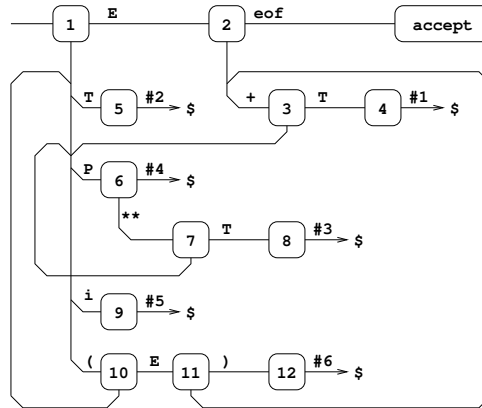 1 E 2 eof accept
T 5 #2 $ + 3 T 4 #1 $
P 6 #4 $
** 7 T 8 #3 $
i 9 #5 $
( 10 E 11 ) 12 #6 $